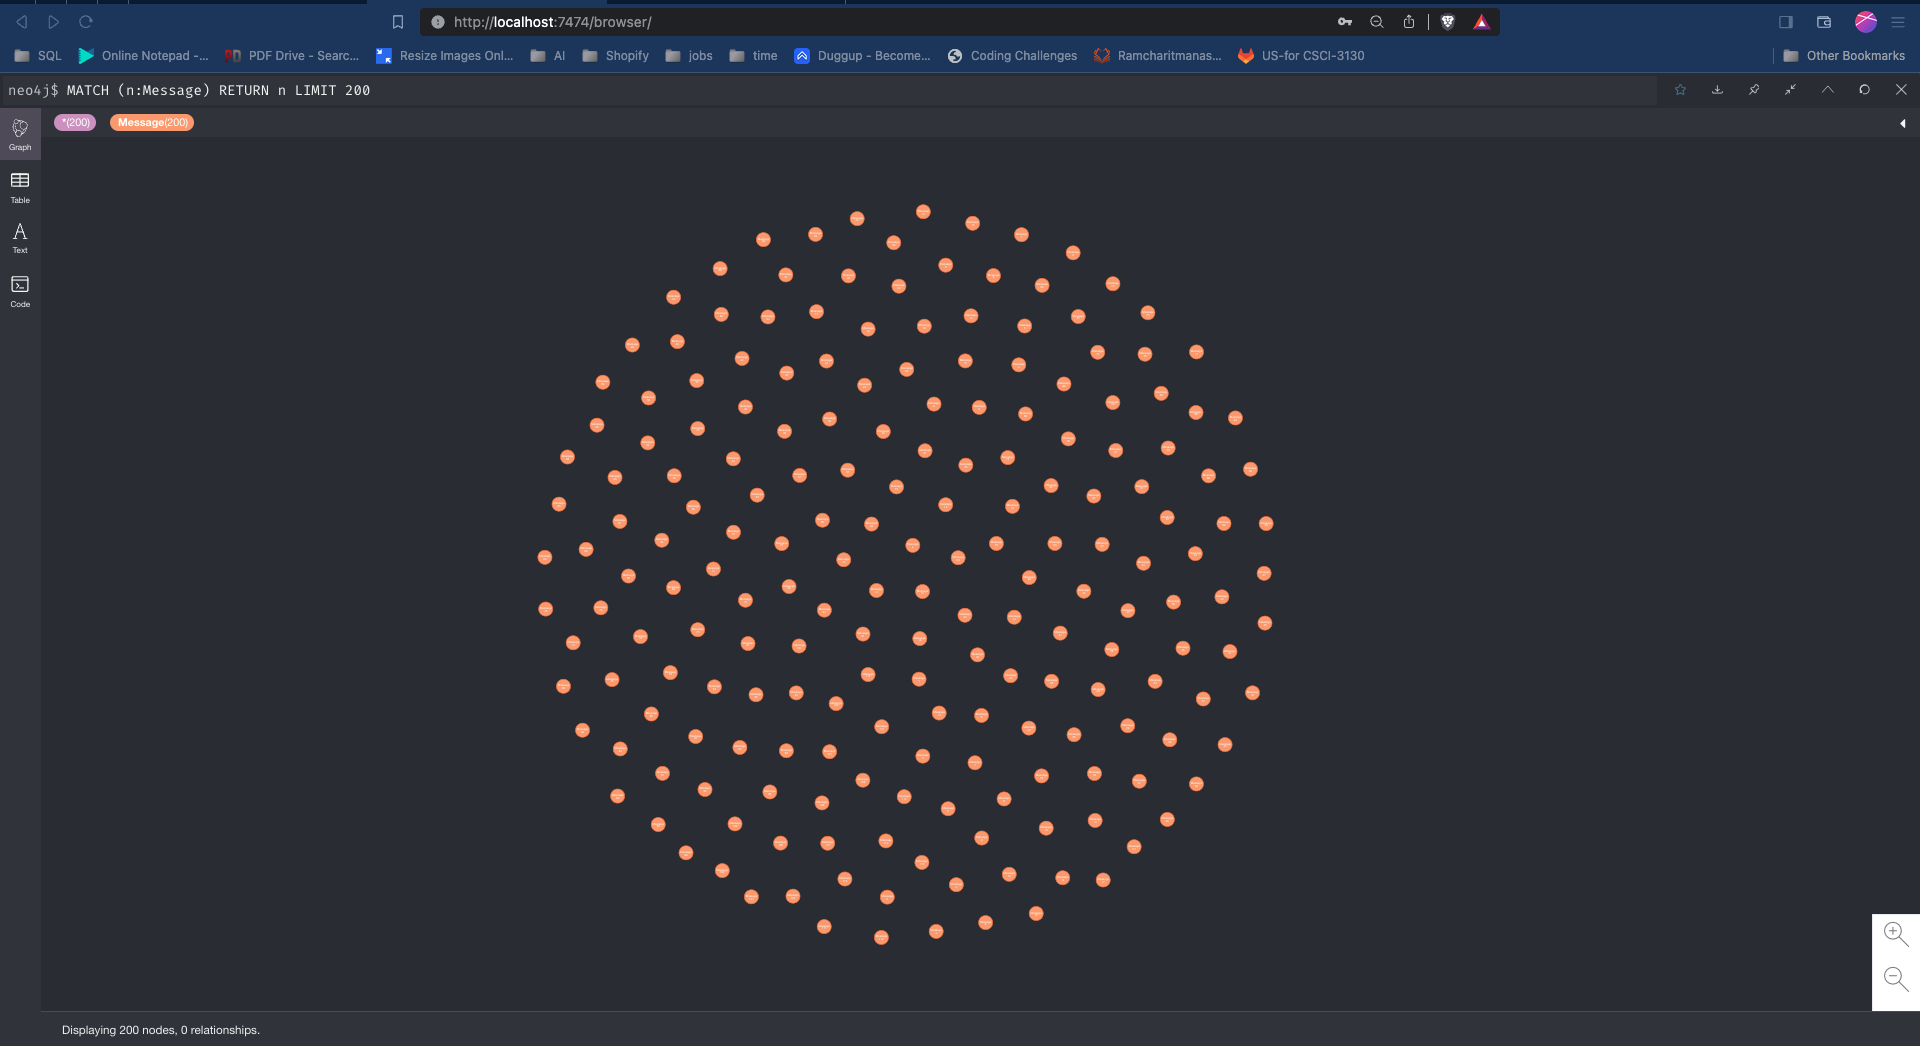 http://localhost:7474/browser/
SQL Online Notepad -... PDF Drive - Searc... Resize Images Onl... AI Shopify jobs time Duggup - Become... Coding Challenges Ramcharitmanas... US-for CSCI-3130 Other Bookmarks
neo4j$ MATCH (n:Message) RETURN n LIMIT 200
*(200) Message(200)
Graph
Table
Text
Code
Displaying 200 nodes, 0 relationships.